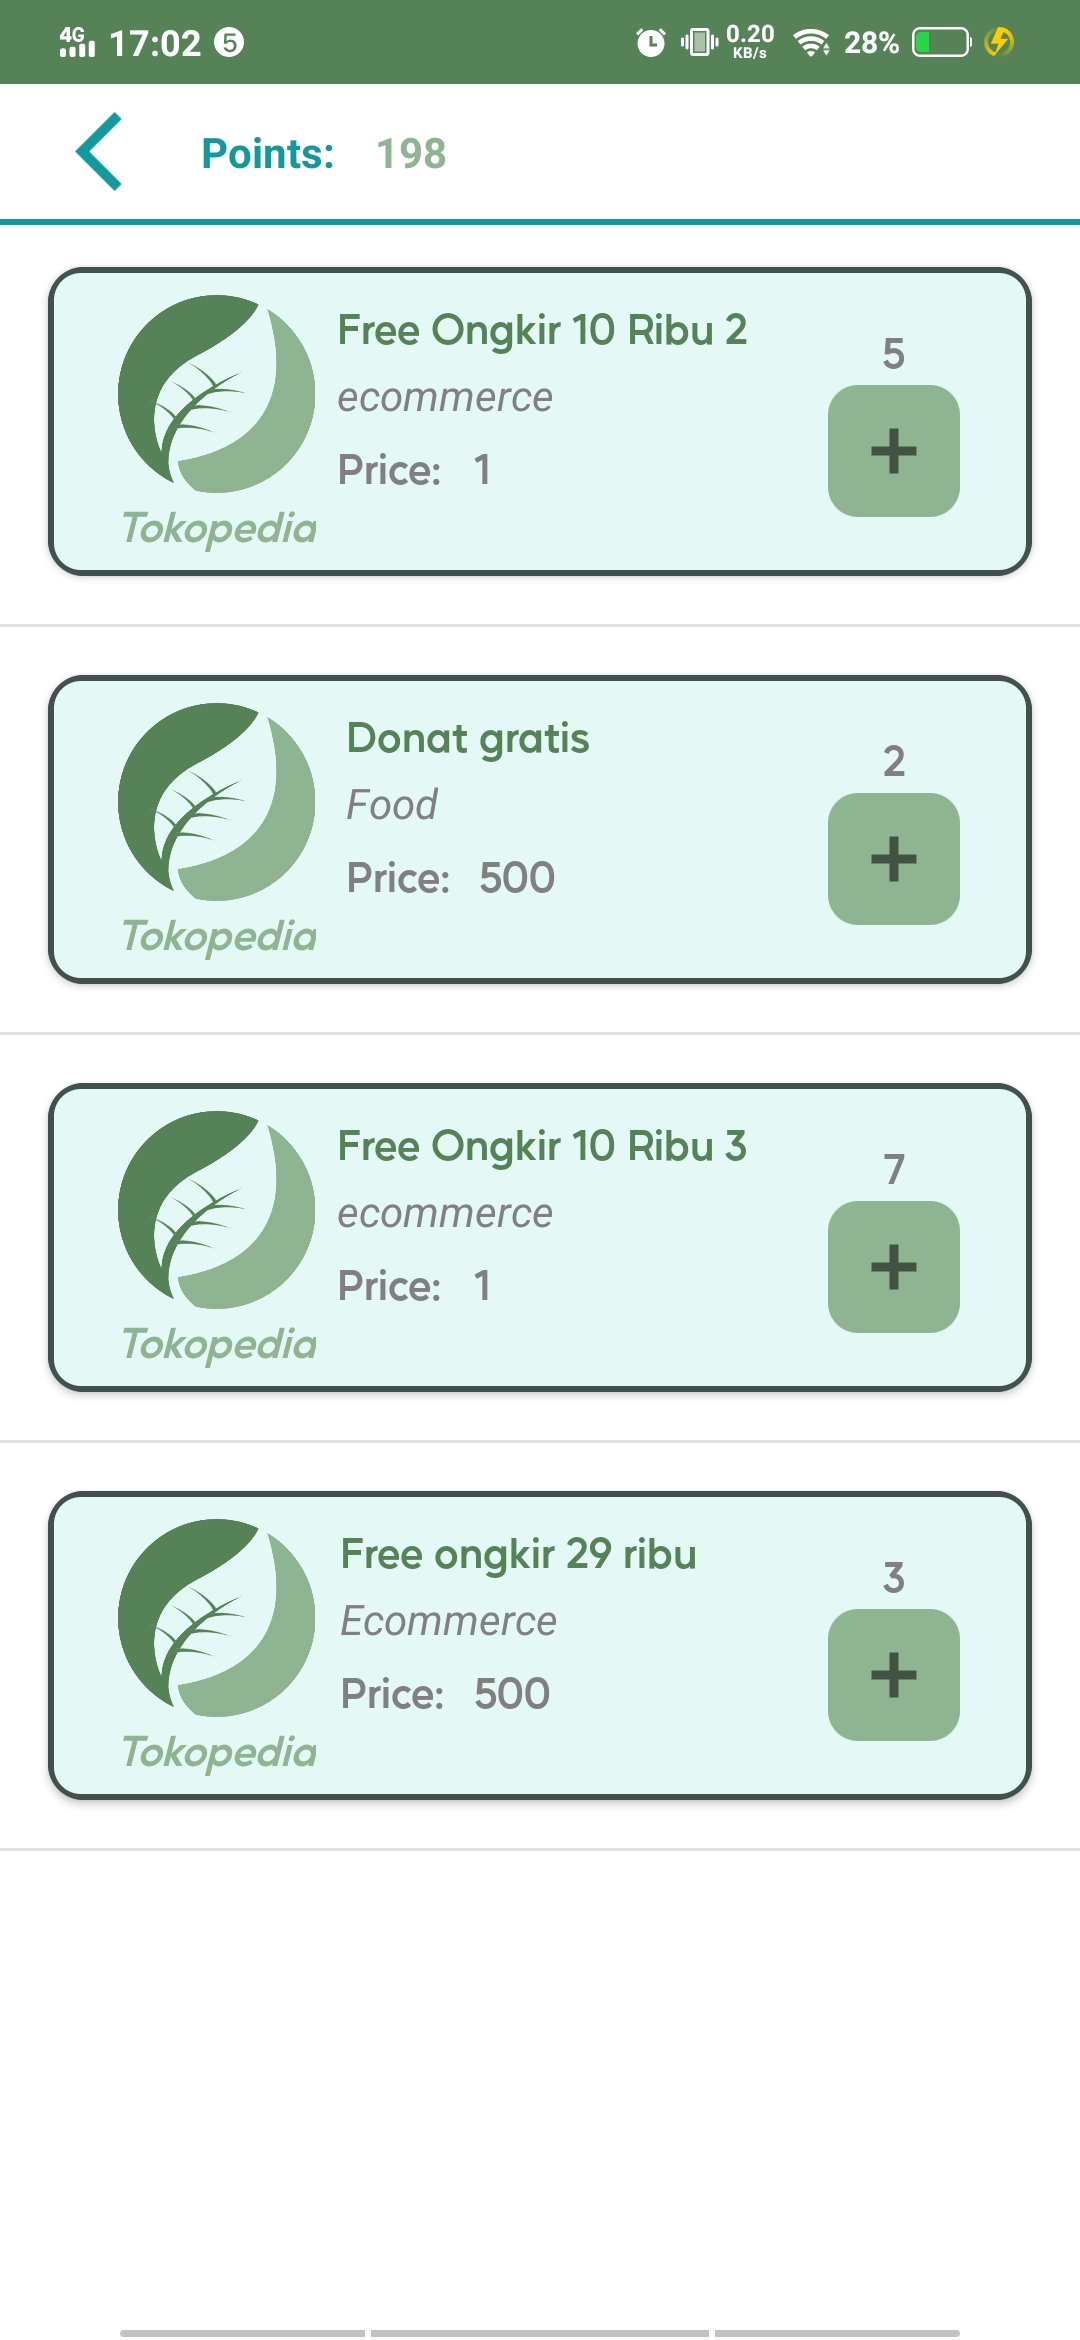 4G 17:02 5 0.20 KB/s 28%
Points: 198
Free Ongkir 10 Ribu 2
ecommerce
Price: 1
5
+
Tokopedia
Donat gratis
Food
Price: 500
2
+
Tokopedia
Free Ongkir 10 Ribu 3
ecommerce
Price: 1
7
+
Tokopedia
Free ongkir 29 ribu
Ecommerce
Price: 500
3
+
Tokopedia